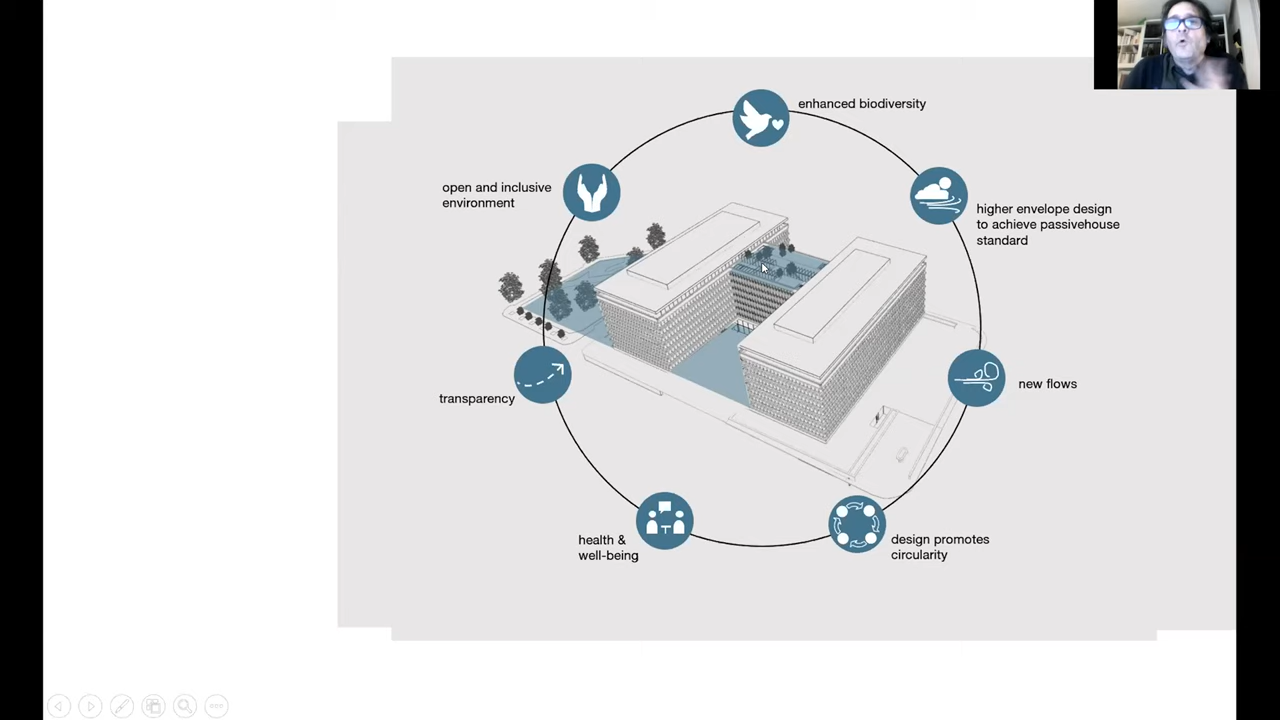 enhanced biodiversity
open and inclusive
environment
higher envelope design
to achieve passivehouse
standard
transparency
new flows
health &
well-being
design promotes
circularity